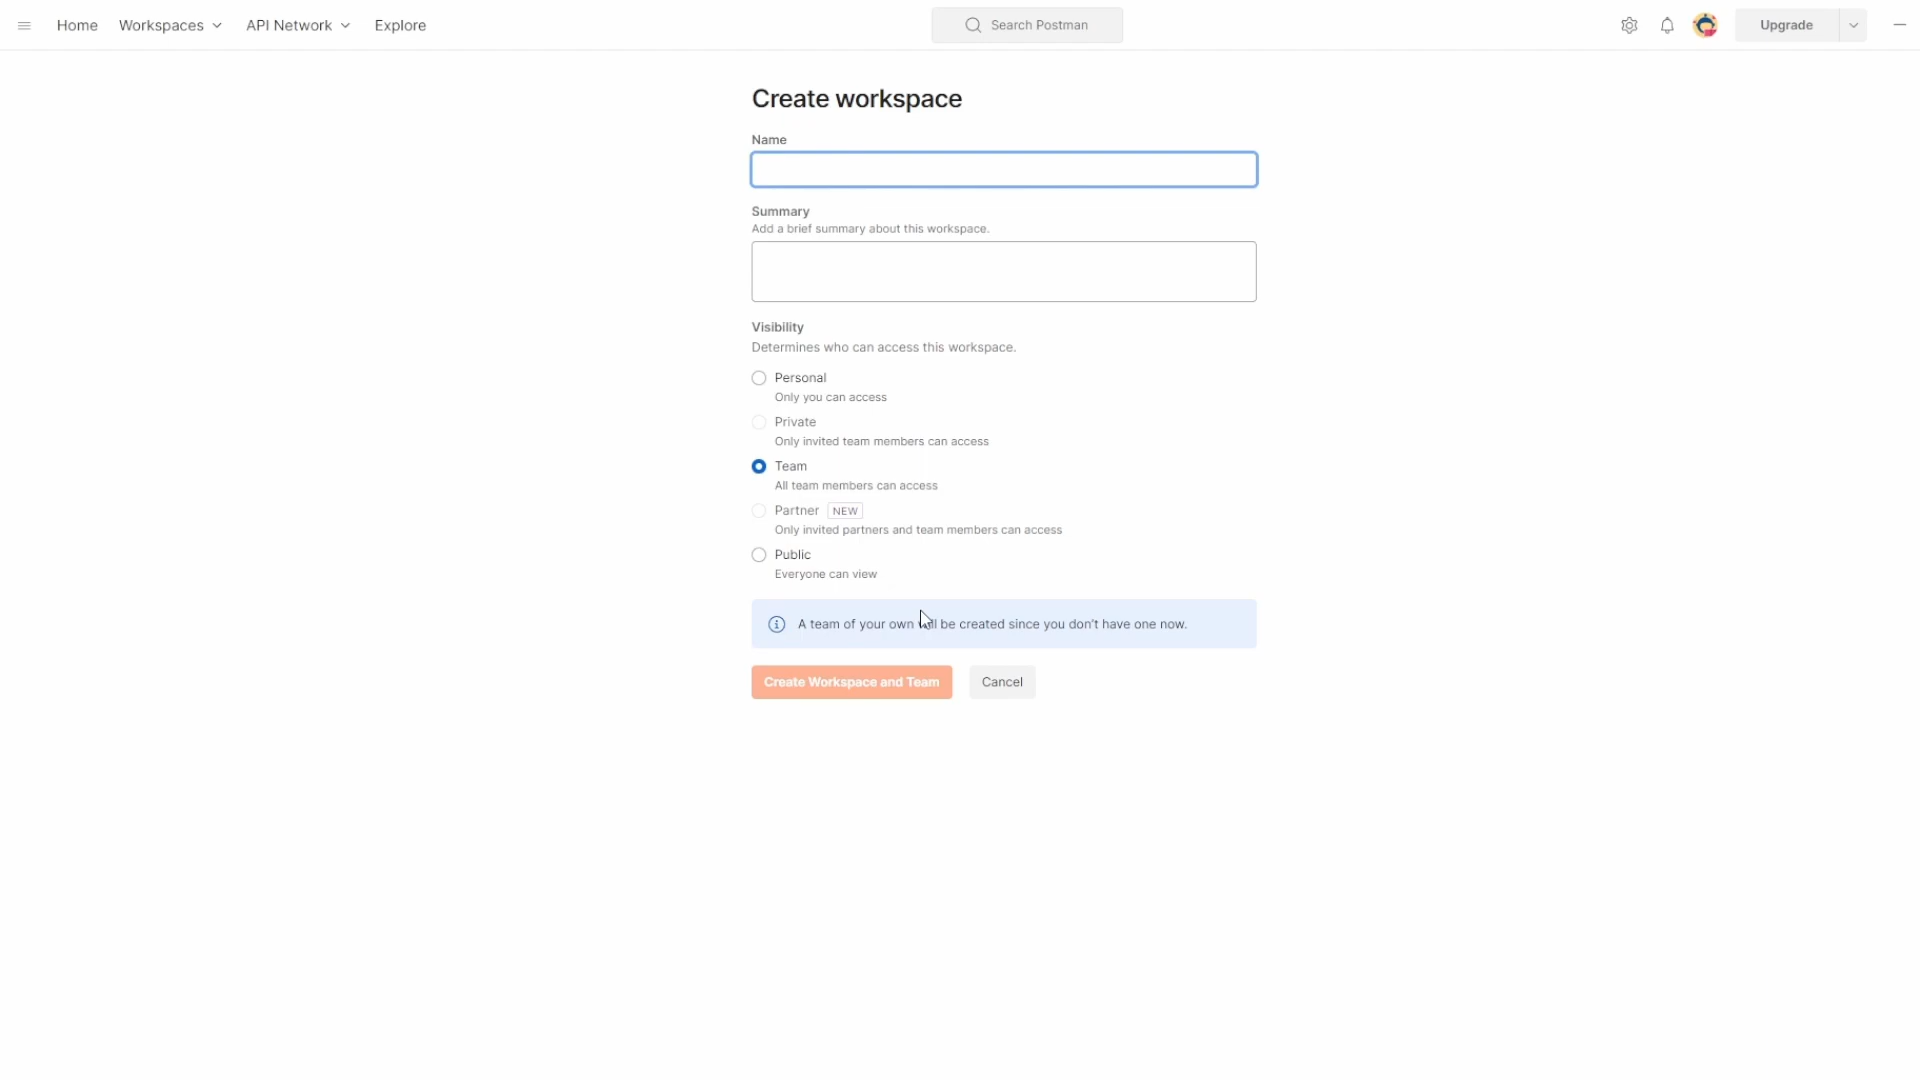 Home Workspaces API Network Explore Search Postman Upgrade
Create workspace
Name
Summary
Add a brief summary about this workspace.
Visibility
Determines who can access this workspace.
Personal
Only you can access
Private
Only invited team members can access
Team
All team members can access
Partner NEW
Only invited partners and team members can access
Public
Everyone can view
A team of your own will be created since you don't have one now.
Create Workspace and Team Cancel